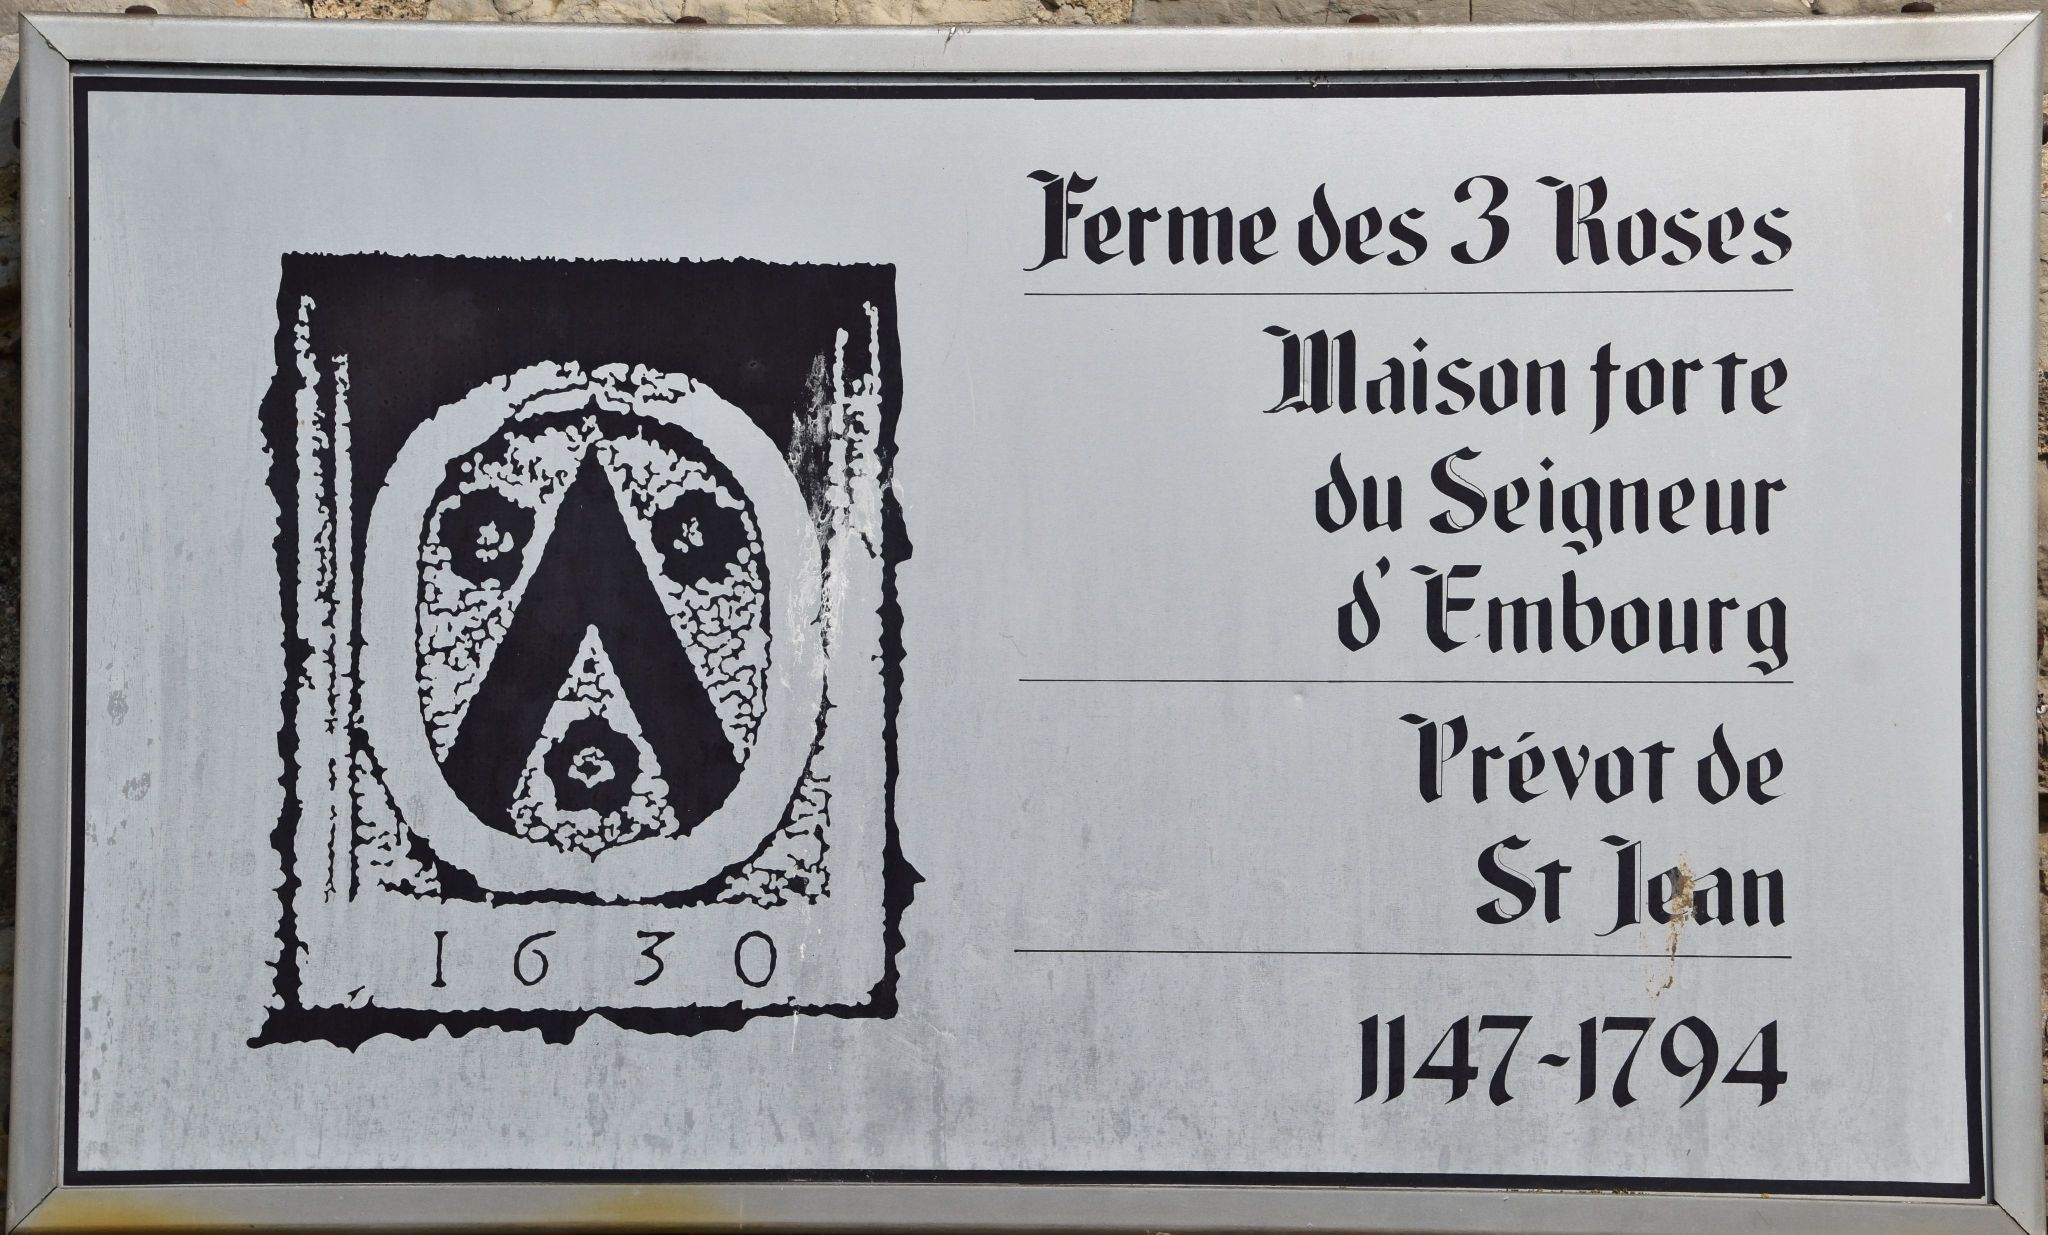 Ferme des 3 Roses
Maison forte
du Seigneur
d'Embourg
Prévot de
St Jean
1147-1794
1630